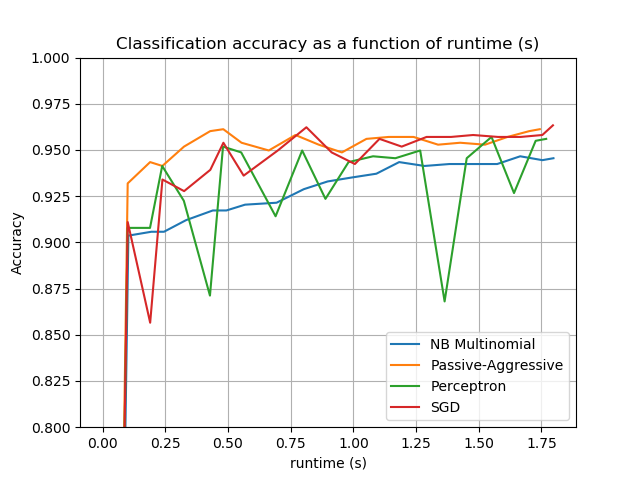 Classification accuracy as a function of runtime (s)
1.000
0.975
0.950
0.925
0.900
0.875
0.850
0.825
0.800
Accuracy
0.00 0.25 0.50 0.75 1.00 1.25 1.50 1.75
runtime (s)
NB Multinomial
Passive-Aggressive
Perceptron
SGD